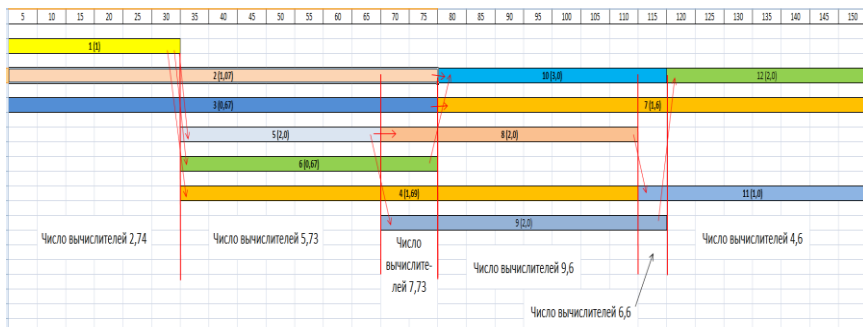 5 10 15 20 25 30 35 40 45 50 55 60 65 70 75 80 85 90 95 100 105 110 115 120 125 130 135 140 145 150
1 (1)
2 (1,07) 10 (3,0) 12 (2,0)
3 (0,67) 7 (1,6)
5 (2,0) 8 (2,0)
6 (0,67)
4 (1,69) 11 (1,0)
9 (2,0)
Число вычислителей 2,74 Число вычислителей 5,73 Число Число вычислителей 4,6
вычислите-
лей 7,73 Число вычислителей 9,6
Число вычислителей 6,6